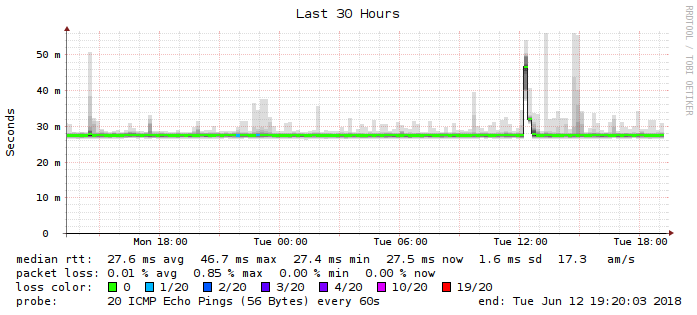 Last 30 Hours
RRDTOOL / TOBI OETIKER
Seconds
50 m
40 m
30 m
20 m
10 m
0
Mon 18:00 Tue 00:00 Tue 06:00 Tue 12:00 Tue 18:00
median rtt: 27.6 ms avg 46.7 ms max 27.4 ms min 27.5 ms now 1.6 ms sd 17.3 am/s
packet loss: 0.01 % avg 0.85 % max 0.00 % min 0.00 % now
loss color: 0 1/20 2/20 3/20 4/20 10/20 19/20
probe: 20 ICMP Echo Pings (56 Bytes) every 60s end: Tue Jun 12 19:20:03 2018